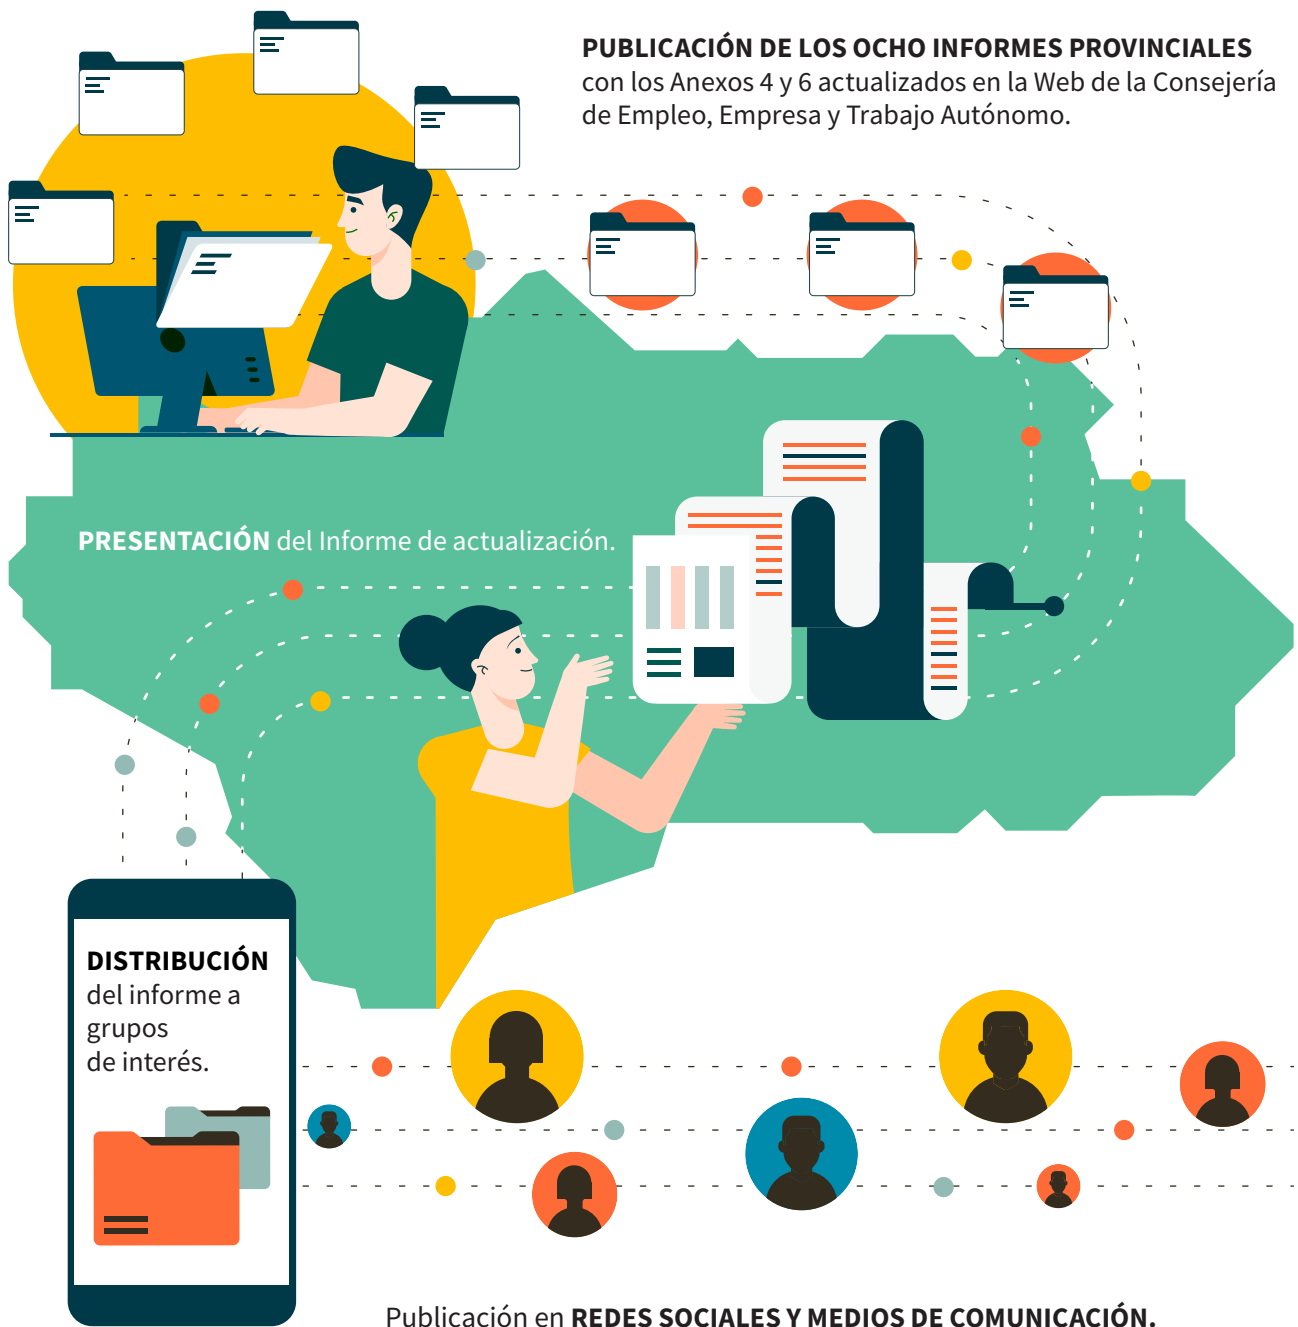 PUBLICACIÓN DE LOS OCHO INFORMES PROVINCIALES
con los Anexos 4 y 6 actualizados en la Web de la Consejería
de Empleo, Empresa y Trabajo Autónomo.
PRESENTACIÓN del Informe de actualización.
DISTRIBUCIÓN
del informe a
grupos
de interés.
Publicación en REDES SOCIALES Y MEDIOS DE COMUNICACIÓN.